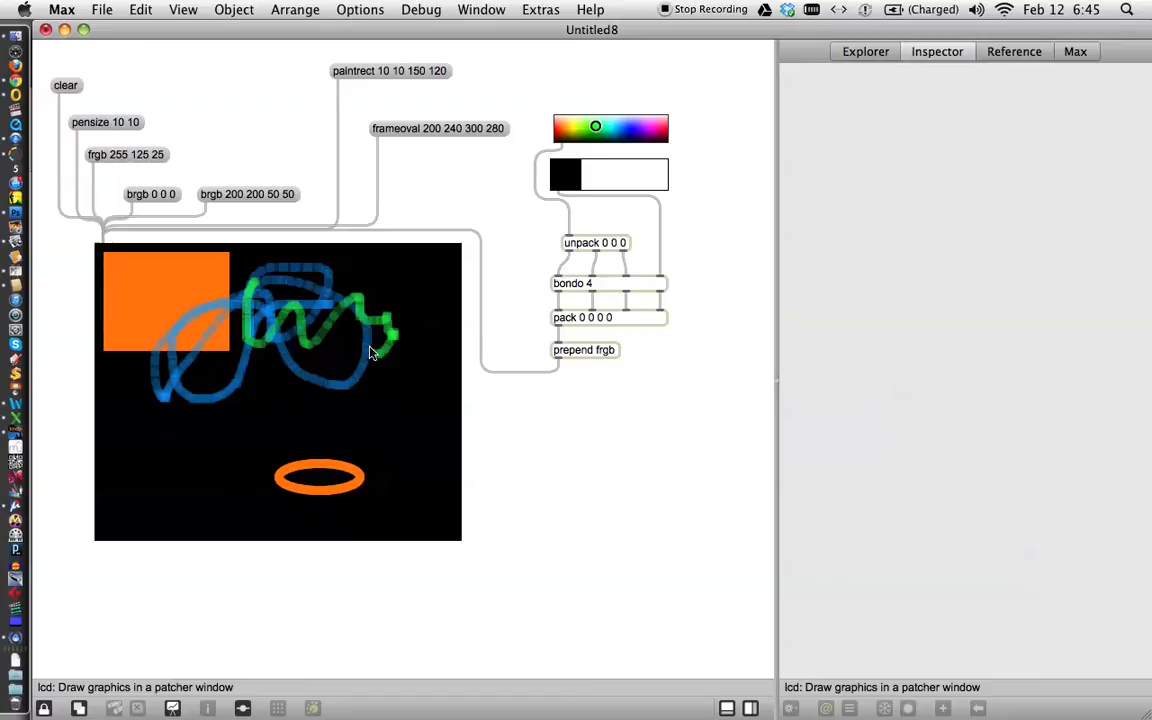 Max File Edit View Object Arrange Options Debug Window Extras Help Stop Recording (Charged) Feb 12 6:45
Untitled8
Explorer Inspector Reference Max
clear
paintrect 10 10 150 120
pensize 10 10
frameoval 200 240 300 280
frgb 255 125 25
brgb 0 0 0
brgb 200 200 50 50
unpack 0 0 0
bondo 4
pack 0 0 0 0
prepend frgb
lcd: Draw graphics in a patcher window
lcd: Draw graphics in a patcher window